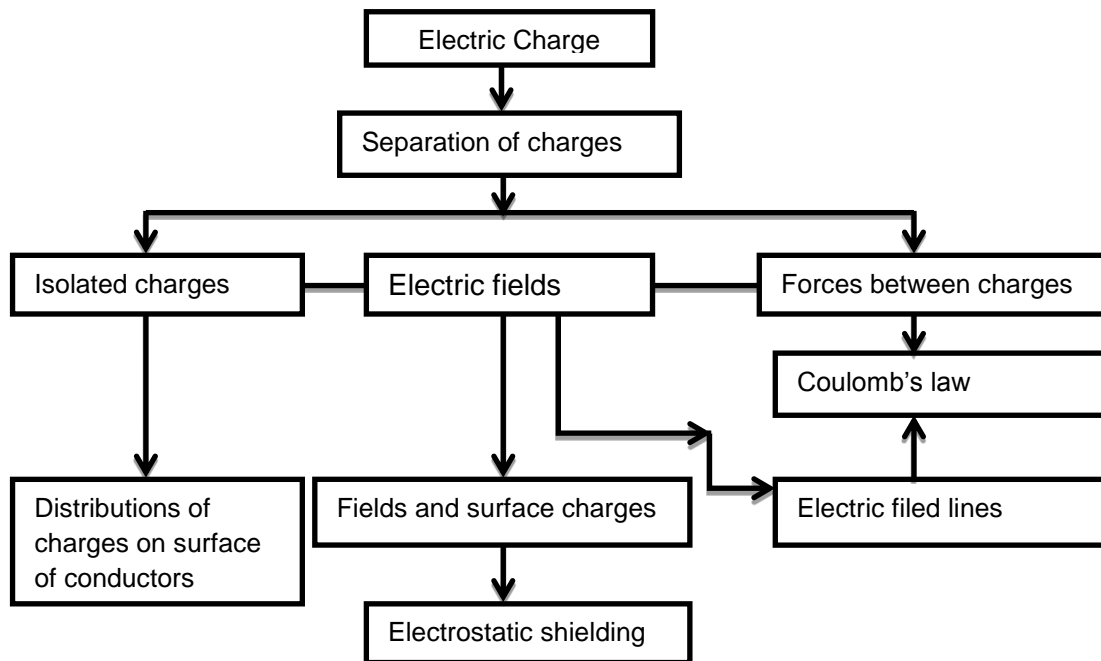 Electric Charge
Separation of charges
Isolated charges
Electric fields
Forces between charges
Coulomb’s law
Distributions of
charges on surface
of conductors
Fields and surface charges
Electric filed lines
Electrostatic shielding